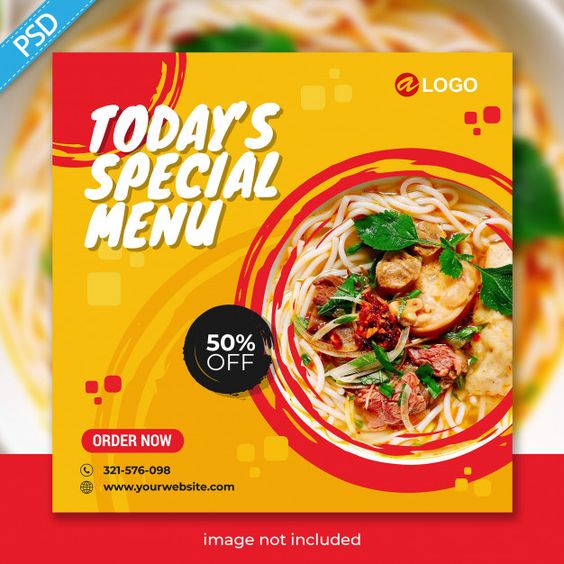 PSD
LOGO
TODAY'S
SPECIAL
MENU
50%
OFF
ORDER NOW
321-576-098
www.yourwebsite.com
image not included